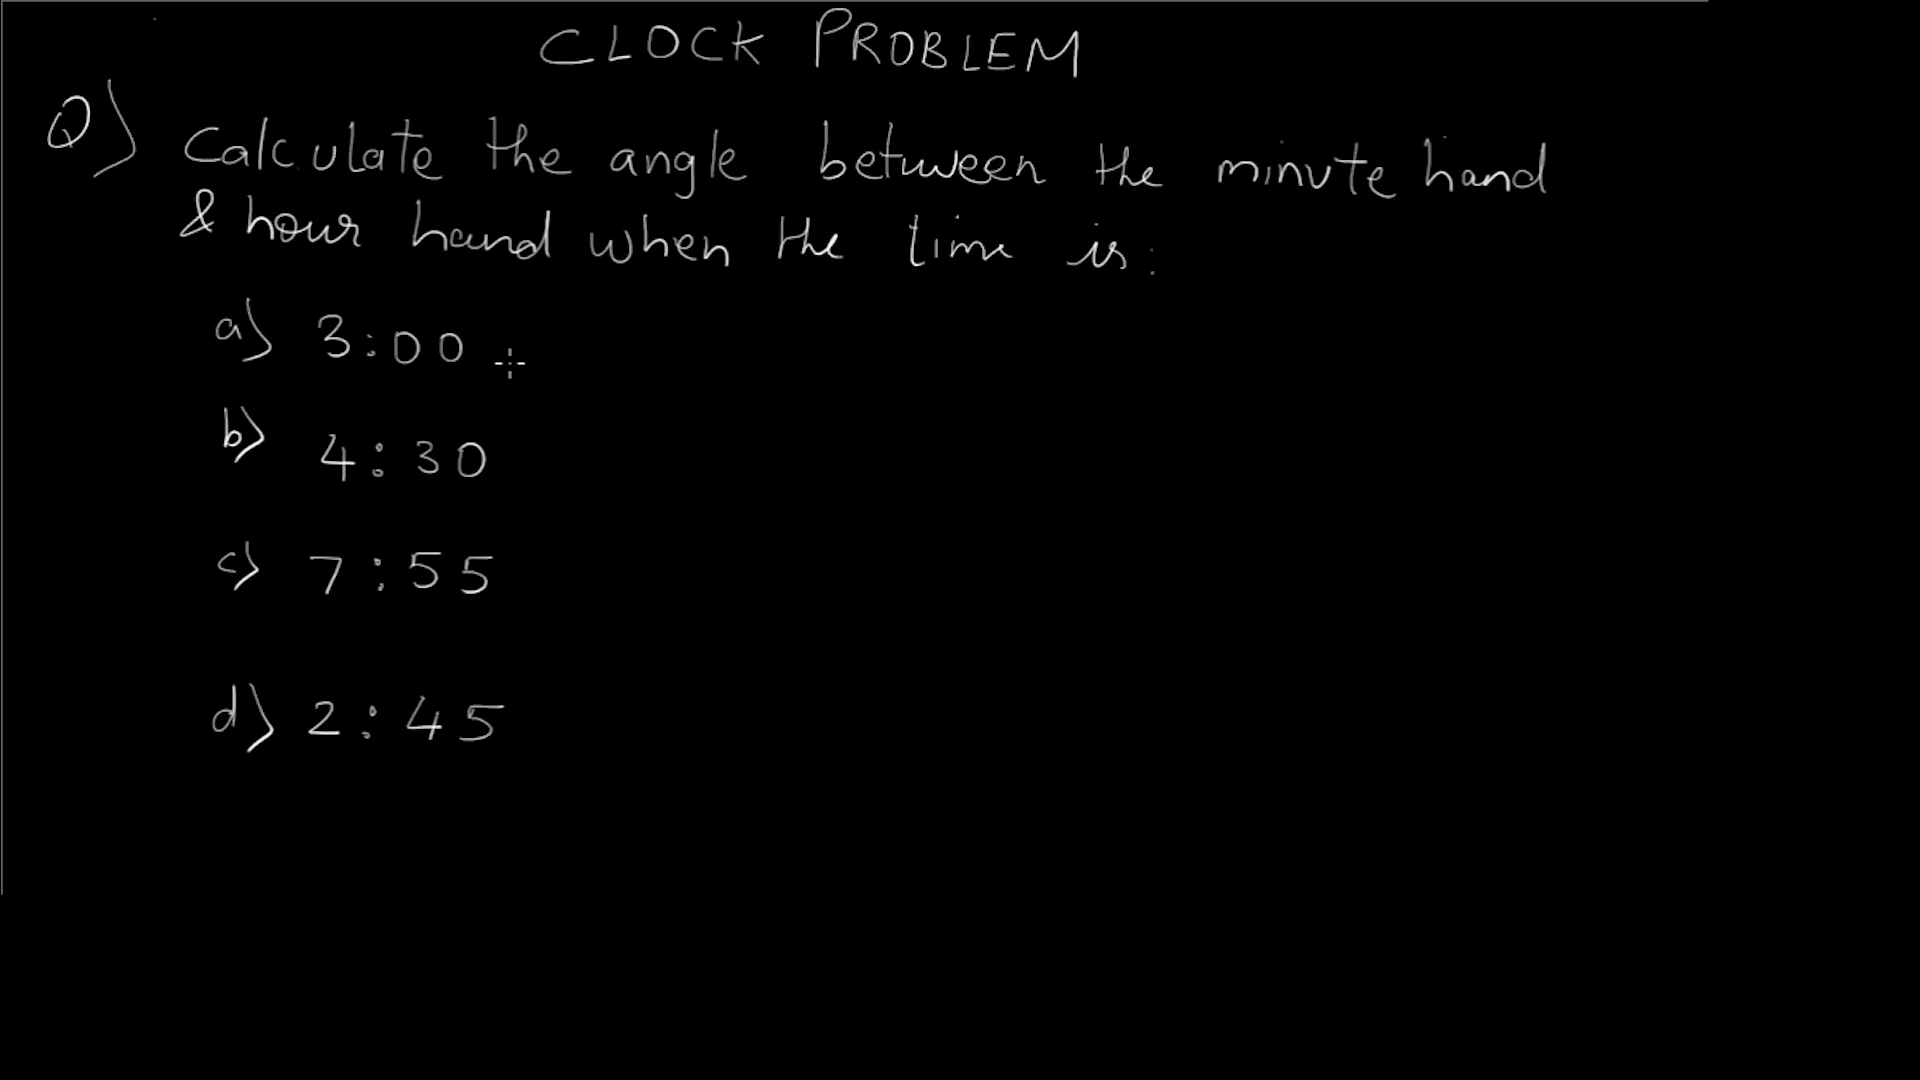 CLOCK PROBLEM
Q) Calculate the angle between the minute hand
& hour hand when the time is:
a) 3:00
b) 4:30
c) 7:55
d) 2:45